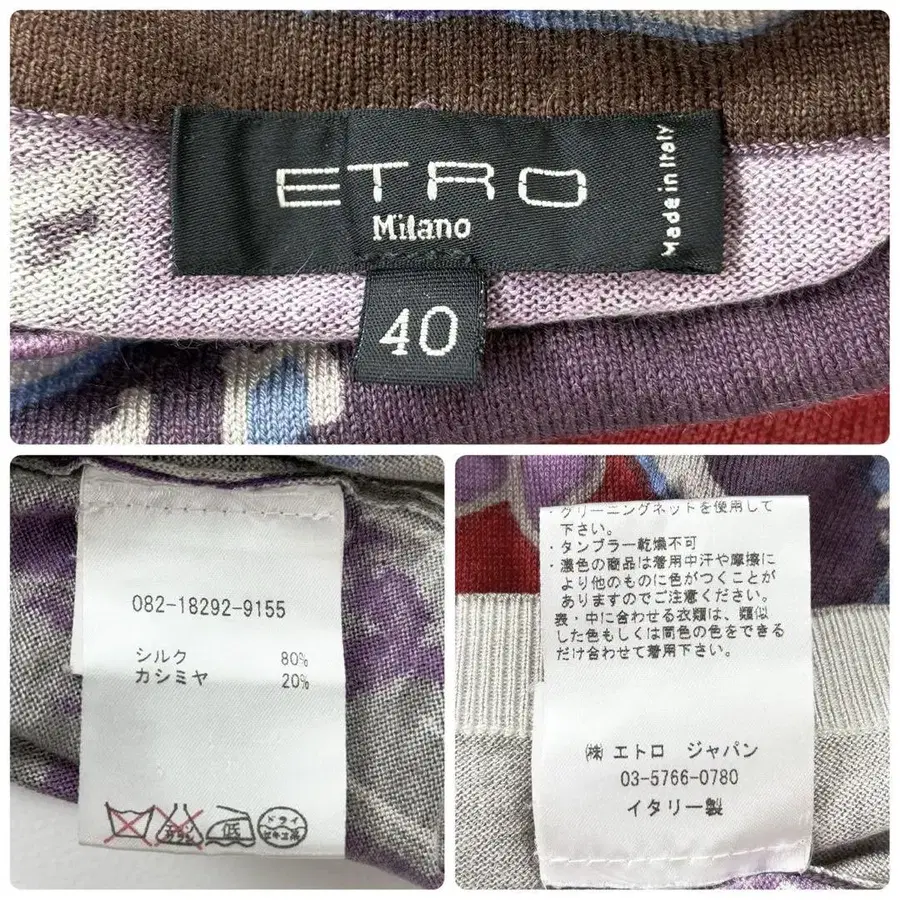 ETRO
Milano
Made in Italy
40
082-18292-9155
シルク 80%
カシミヤ 20%
低
ドライ
セキユ系
・クリーニングネットを使用して
下さい。
・タンブラー乾燥不可
・濃色の商品は着用中汗や摩擦に
より他のものに色がつくことが
ありますのでご注意ください。
表・中に合わせる衣類は、類似
した色もしくは同色の色をできる
だけ合わせて着用下さい。
㈱ エトロ ジャパン
03-5766-0780
イタリー製